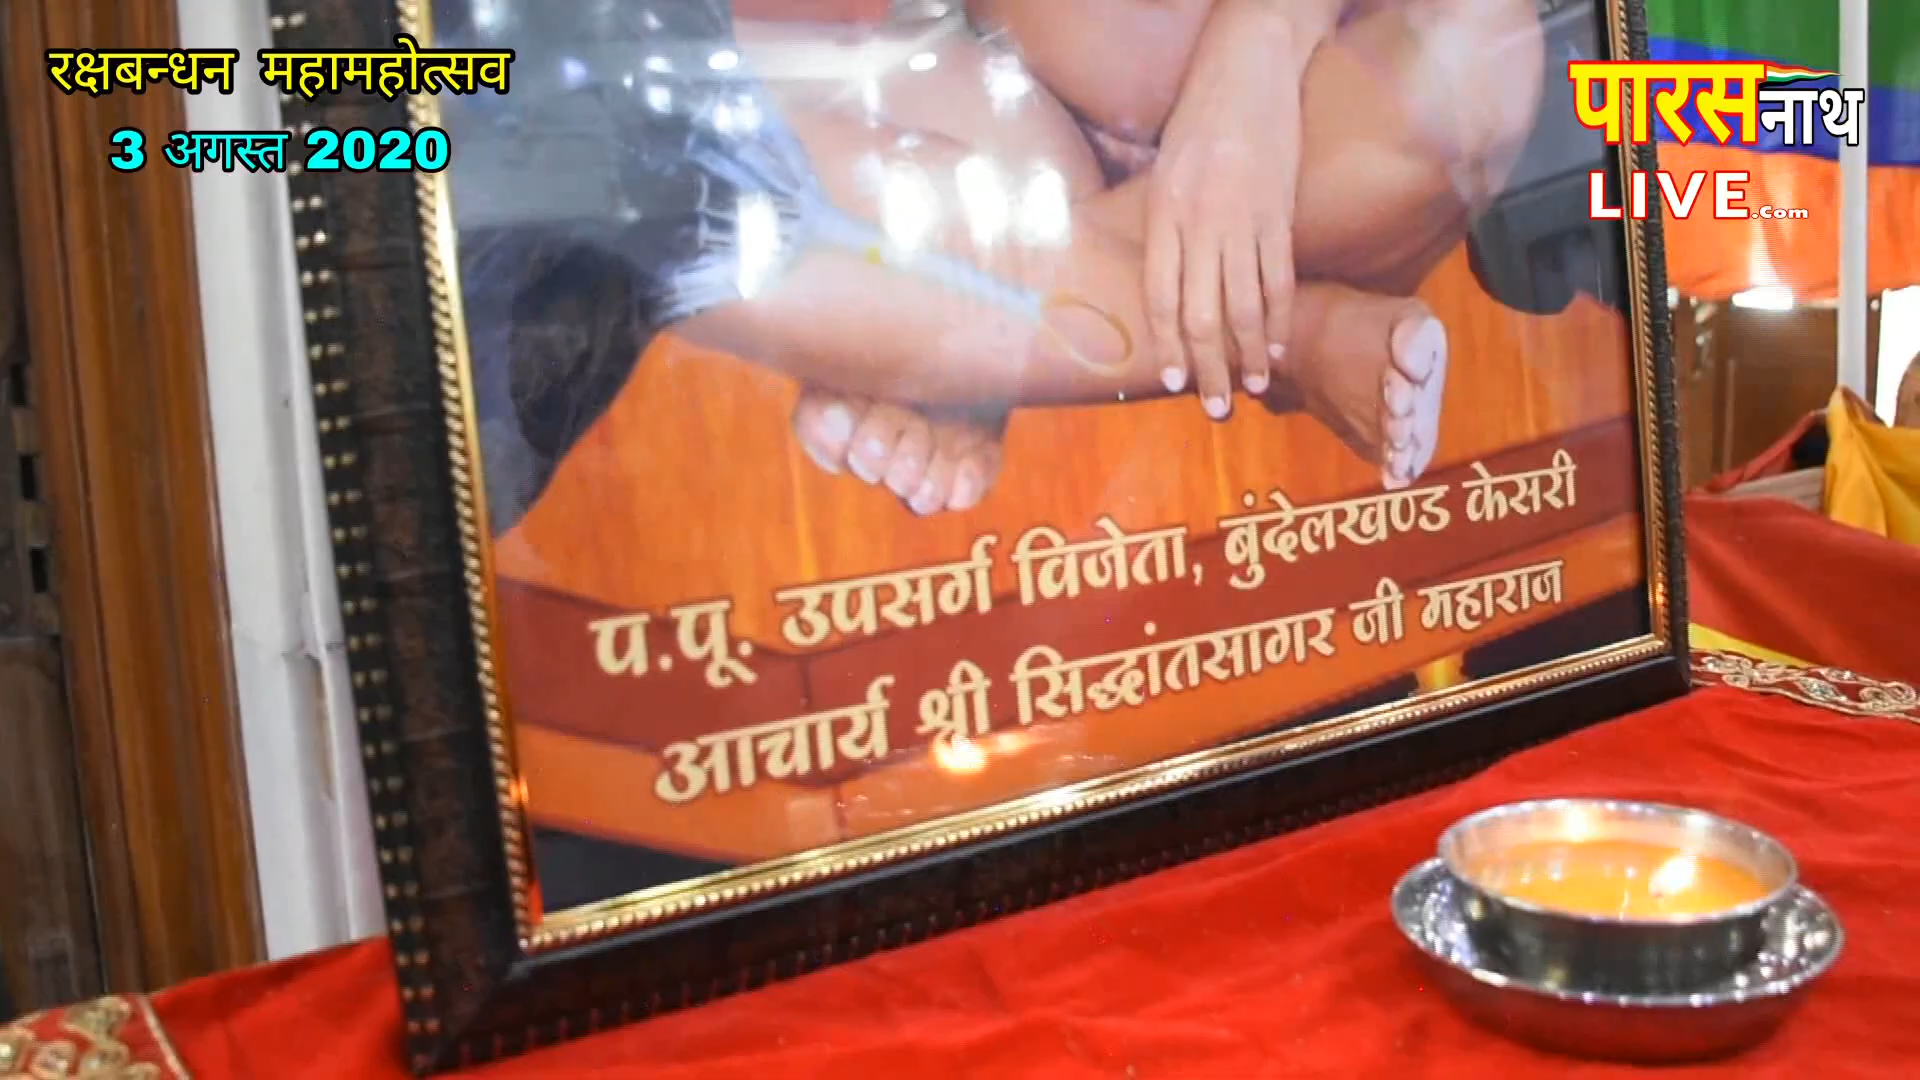 रक्षबन्धन महामहोत्सव
3 अगस्त 2020
पारसनाथ
LIVE.com
प.पू. उपसर्ग विजेता, बुंदेलखण्ड केसरी
आचार्य श्री सिद्धांतसागर जी महाराज